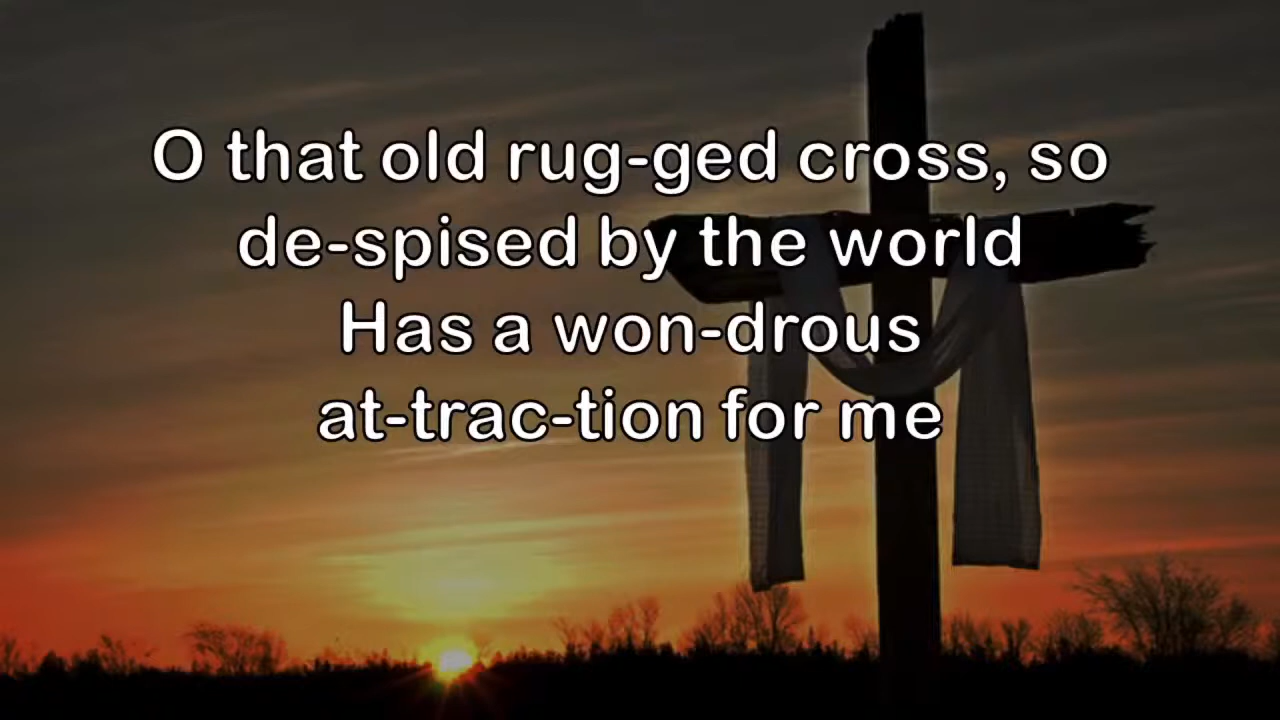 O that old rug-ged cross, so
de-spised by the world
Has a won-drous
at-trac-tion for me